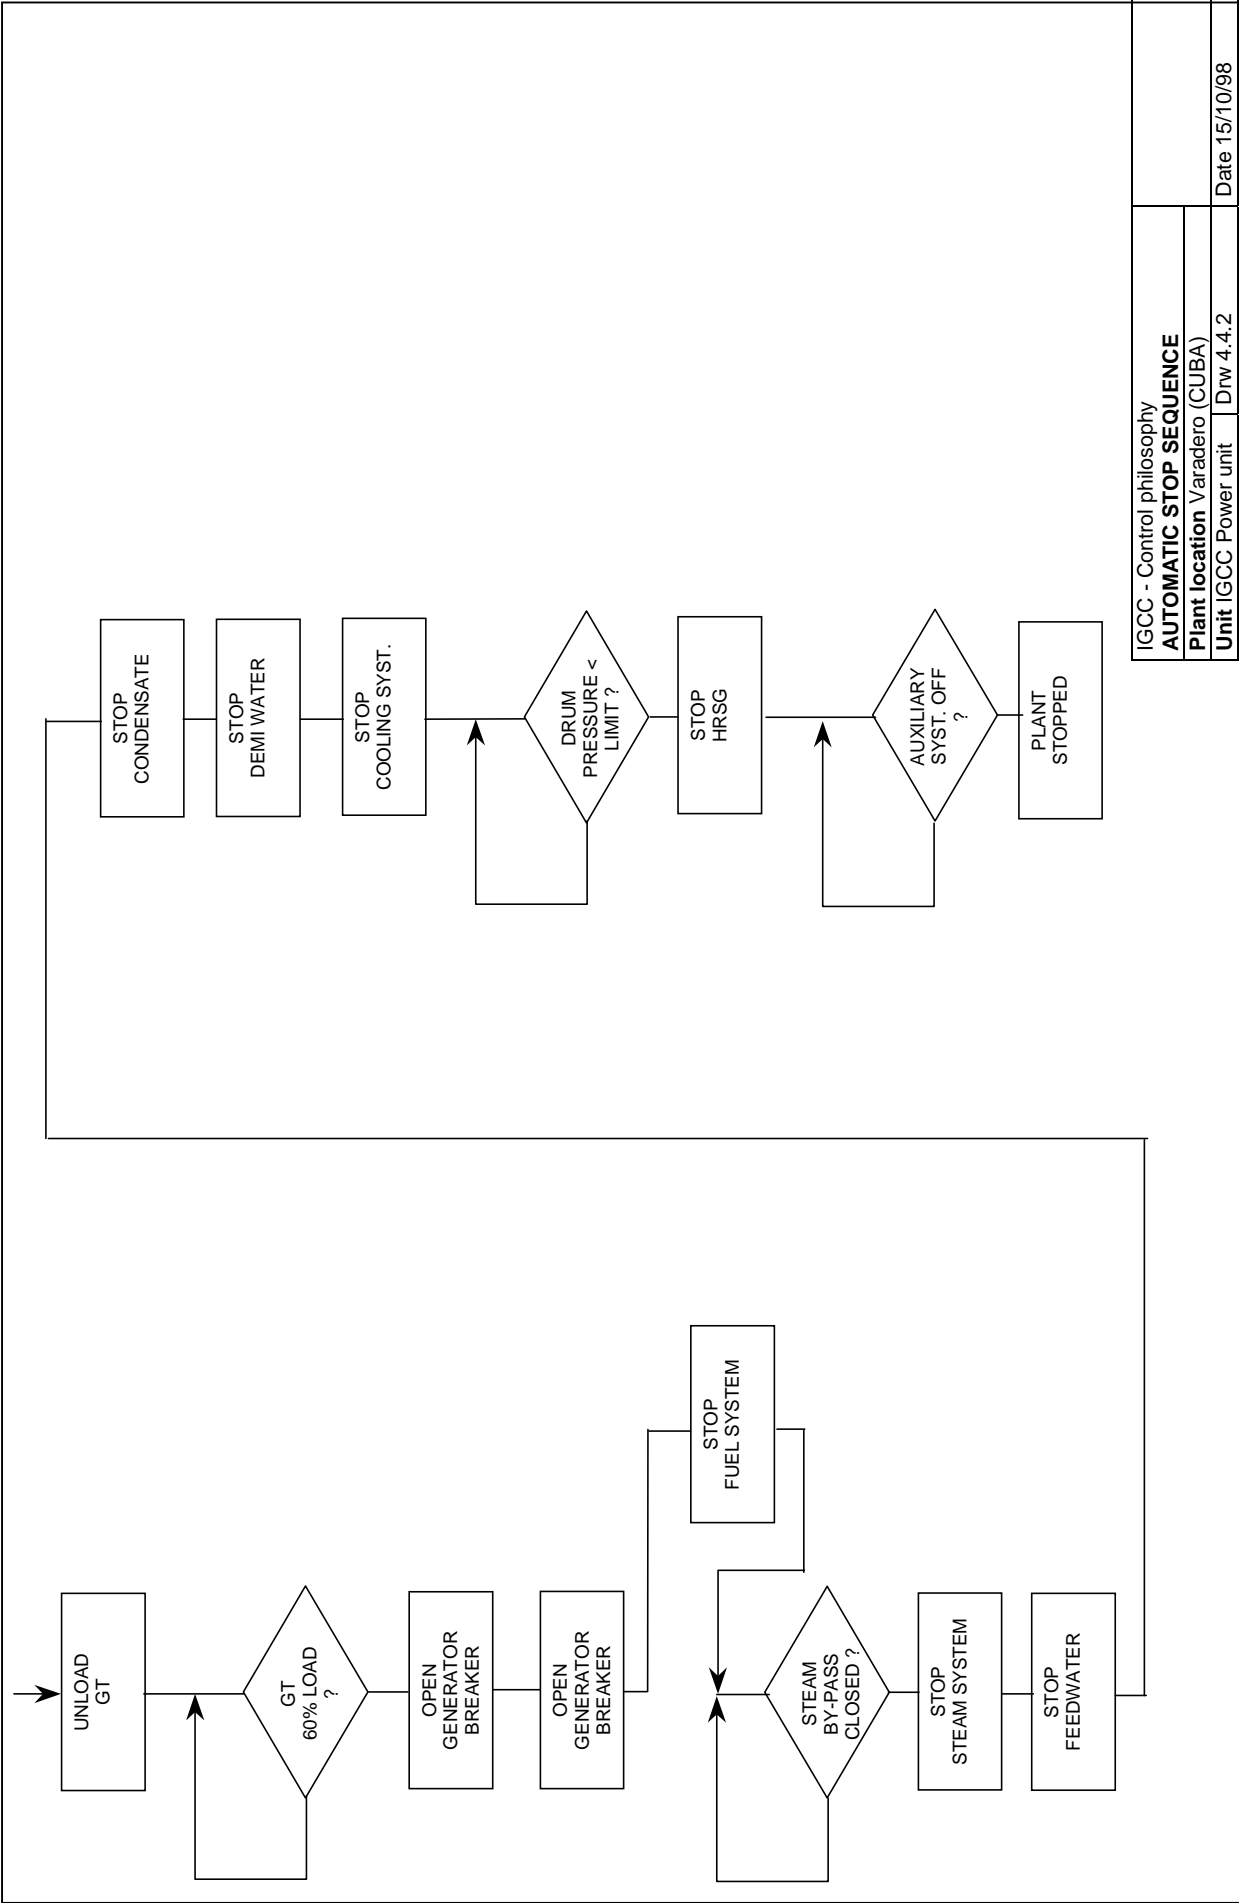 UNLOAD
GT
GT
60% LOAD
?
OPEN
GENERATOR
BREAKER
OPEN
GENERATOR
BREAKER
STOP
FUEL SYSTEM
STEAM
BY-PASS
CLOSED ?
STOP
STEAM SYSTEM
STOP
FEEDWATER
STOP
CONDENSATE
STOP
DEMI WATER
STOP
COOLING SYST.
DRUM
PRESSURE <
LIMIT ?
STOP
HRSG
AUXILIARY
SYST. OFF
?
PLANT
STOPPED
IGCC - Control philosophy
AUTOMATIC STOP SEQUENCE
Plant location Varadero (CUBA)
Unit IGCC Power unit Drw 4.4.2 Date 15/10/98